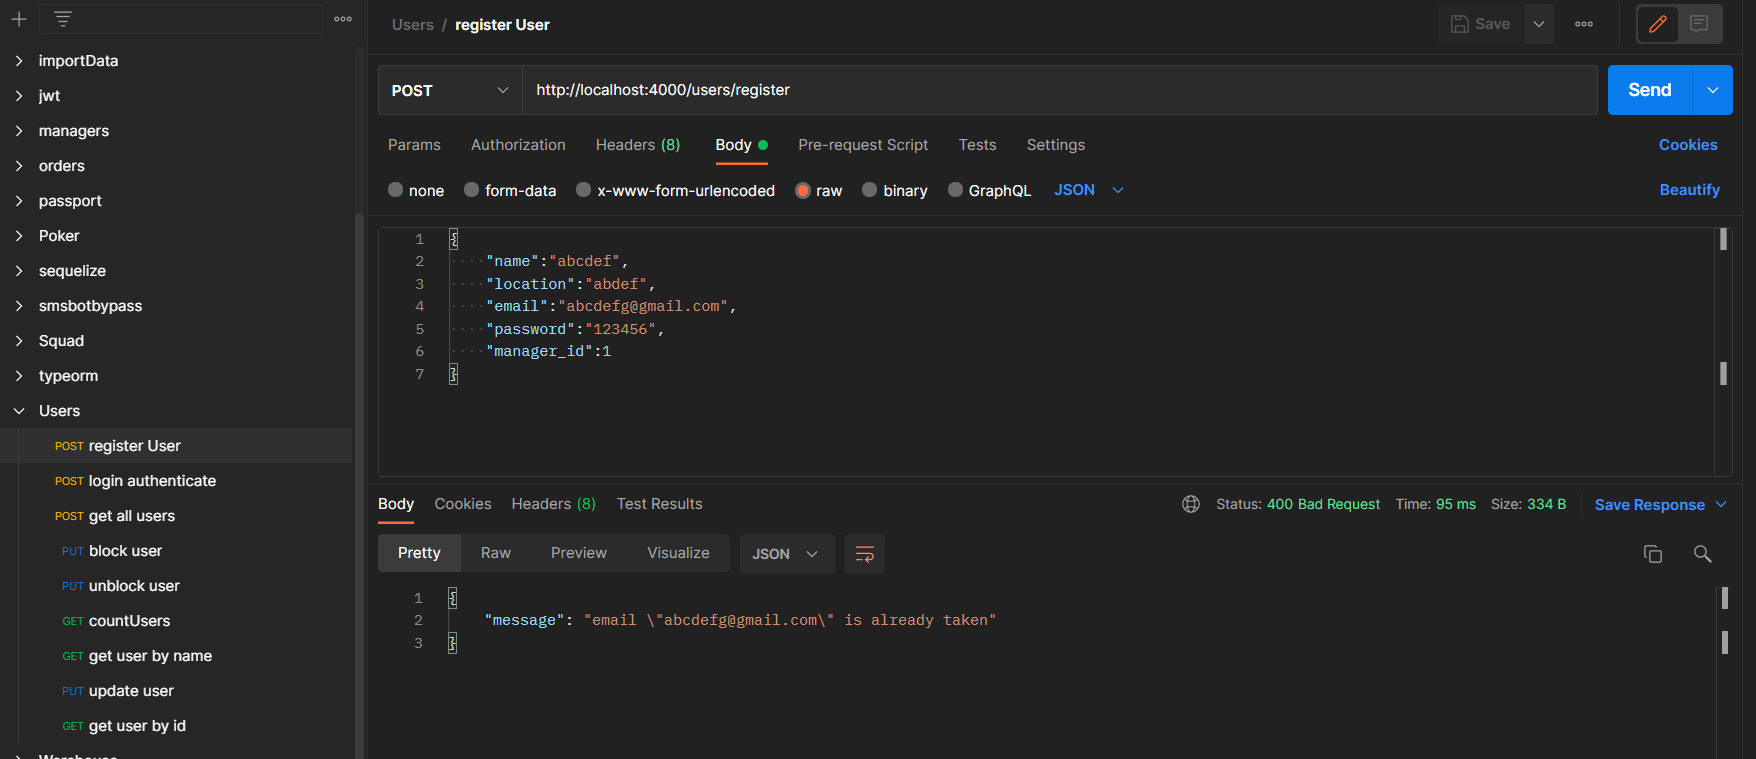 importData
jwt
managers
orders
passport
Poker
sequelize
smsbotbypass
Squad
typeorm
Users
POST register User
POST login authenticate
POST get all users
PUT block user
PUT unblock user
GET countUsers
GET get user by name
PUT update user
GET get user by id
Warehouse
Users / register User
Save
POST http://localhost:4000/users/register Send
Params Authorization Headers (8) Body Pre-request Script Tests Settings Cookies
none form-data x-www-form-urlencoded raw binary GraphQL JSON Beautify
1 {
2 "name":"abcdef",
3 "location":"abdef",
4 "email":"abcdefg@gmail.com",
5 "password":"123456",
6 "manager_id":1
7 }
Body Cookies Headers (8) Test Results Status: 400 Bad Request Time: 95 ms Size: 334 B Save Response
Pretty Raw Preview Visualize JSON
1 {
2 "message": "email \"abcdefg@gmail.com\" is already taken"
3 }